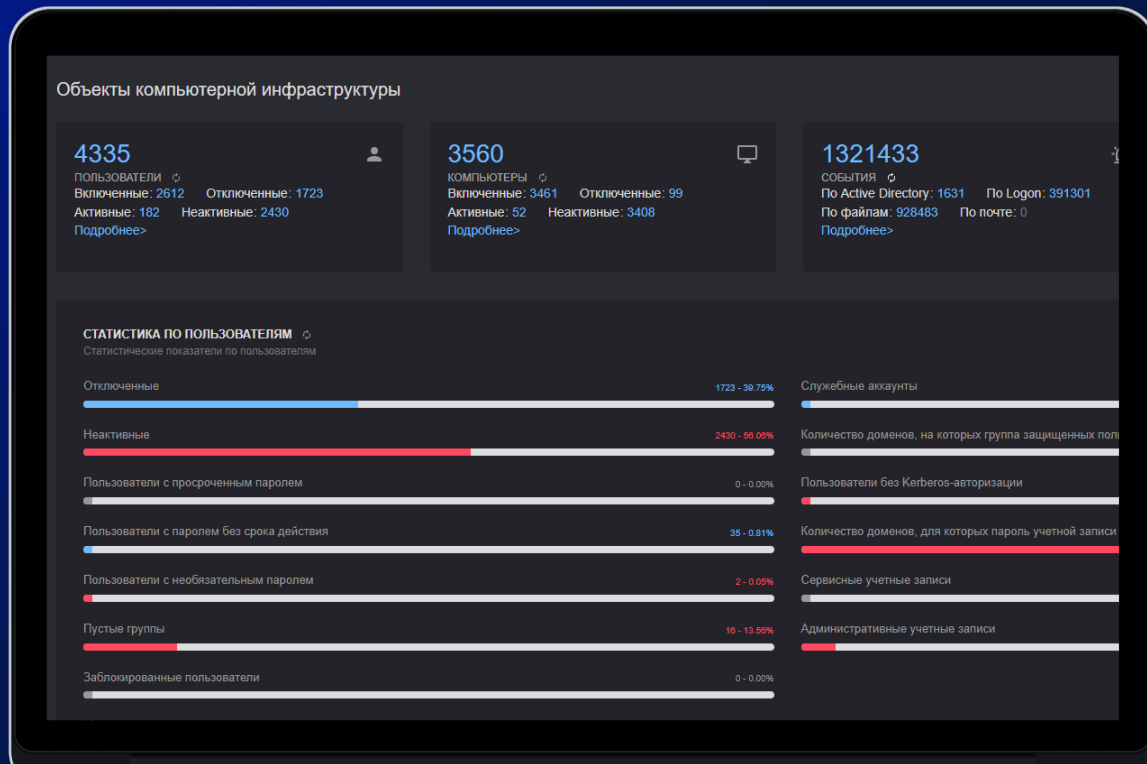 Объекты компьютерной инфраструктуры
4335
ПОЛЬЗОВАТЕЛИ
Включенные: 2612 Отключенные: 1723
Активные: 182 Неактивные: 2430
Подробнее>
3560
КОМПЬЮТЕРЫ
Включенные: 3461 Отключенные: 99
Активные: 52 Неактивные: 3408
Подробнее>
1321433
СОБЫТИЯ
По Active Directory: 1631 По Logon: 391301
По файлам: 928483 По почте: 0
Подробнее>
СТАТИСТИКА ПО ПОЛЬЗОВАТЕЛЯМ
Статистические показатели по пользователям
Отключенные 1723 - 39.75%
Неактивные 2430 - 56.06%
Пользователи с просроченным паролем 0 - 0.00%
Пользователи с паролем без срока действия 35 - 0.81%
Пользователи с необязательным паролем 2 - 0.05%
Пустые группы 16 - 13.56%
Заблокированные пользователи 0 - 0.00%
Служебные аккаунты
Количество доменов, на которых группа защищенных
Пользователи без Kerberos-авторизации
Количество доменов, для которых пароль учетной записи
Сервисные учетные записи
Административные учетные записи